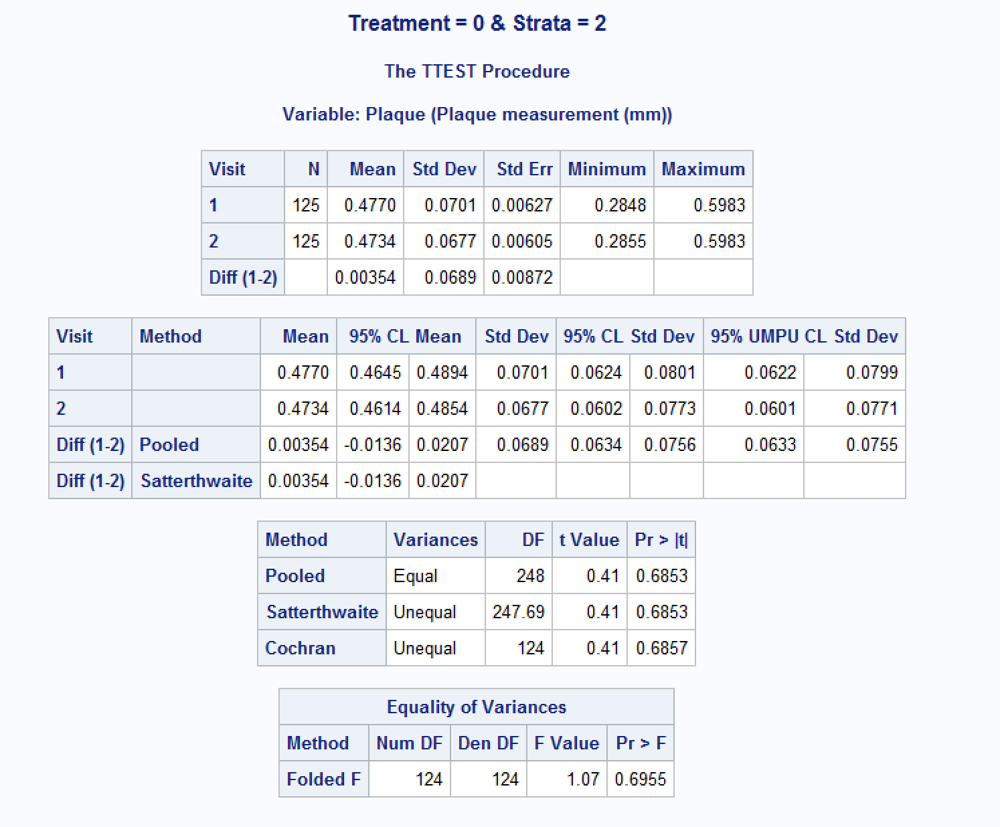 Treatment = 0 & Strata = 2
The TTEST Procedure
Variable: Plaque (Plaque measurement (mm))
Visit N Mean Std Dev Std Err Minimum Maximum
1 125 0.4770 0.0701 0.00627 0.2848 0.5983
2 125 0.4734 0.0677 0.00605 0.2855 0.5983
Diff (1-2) 0.00354 0.0689 0.00872
Visit Method Mean 95% CL Mean Std Dev 95% CL Std Dev 95% UMPU CL Std Dev
1 0.4770 0.4645 0.4894 0.0701 0.0624 0.0801 0.0622 0.0799
2 0.4734 0.4614 0.4854 0.0677 0.0602 0.0773 0.0601 0.0771
Diff (1-2) Pooled 0.00354 -0.0136 0.0207 0.0689 0.0634 0.0756 0.0633 0.0755
Diff (1-2) Satterthwaite 0.00354 -0.0136 0.0207
Method Variances DF t Value Pr > |t|
Pooled Equal 248 0.41 0.6853
Satterthwaite Unequal 247.69 0.41 0.6853
Cochran Unequal 124 0.41 0.6857
Equality of Variances
Method Num DF Den DF F Value Pr > F
Folded F 124 124 1.07 0.6955